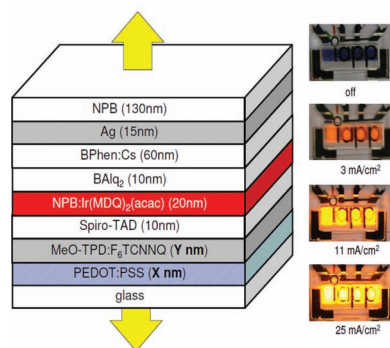 NPB (130nm)
Ag (15nm)
BPhen:Cs (60nm)
BAlq₂ (10nm)
NPB:Ir(MDQ)₂(acac) (20nm)
Spiro-TAD (10nm)
MeO-TPD:F₆TCNNQ (Y nm)
PEDOT:PSS (X nm)
glass
off
3 mA/cm²
11 mA/cm²
25 mA/cm²